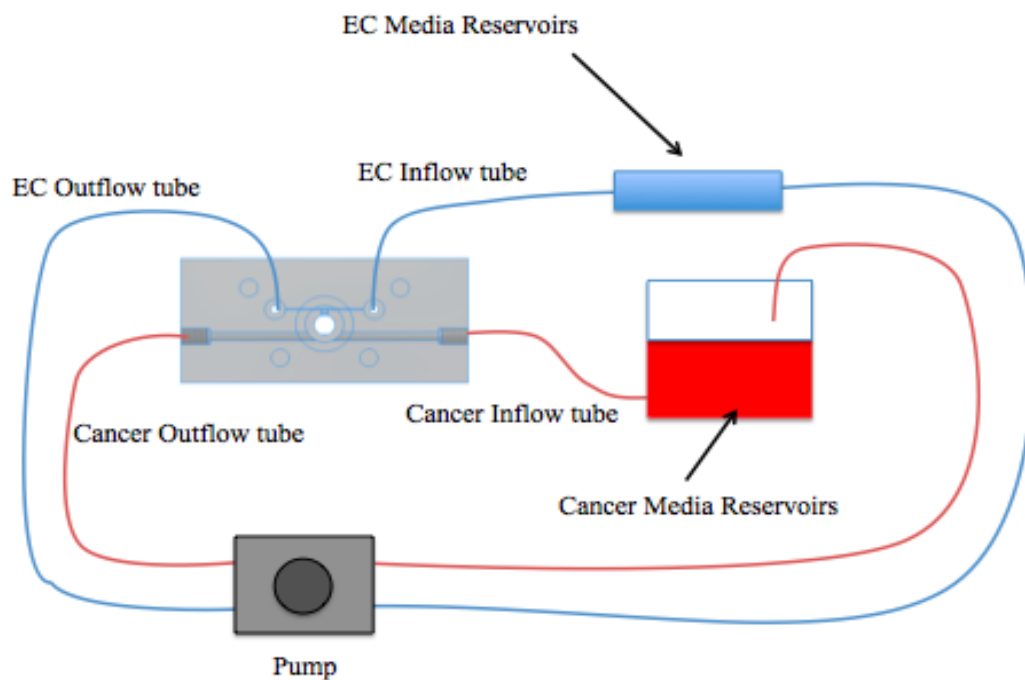 EC Media Reservoirs
EC Outflow tube
EC Inflow tube
Cancer Outflow tube
Cancer Inflow tube
Cancer Media Reservoirs
Pump